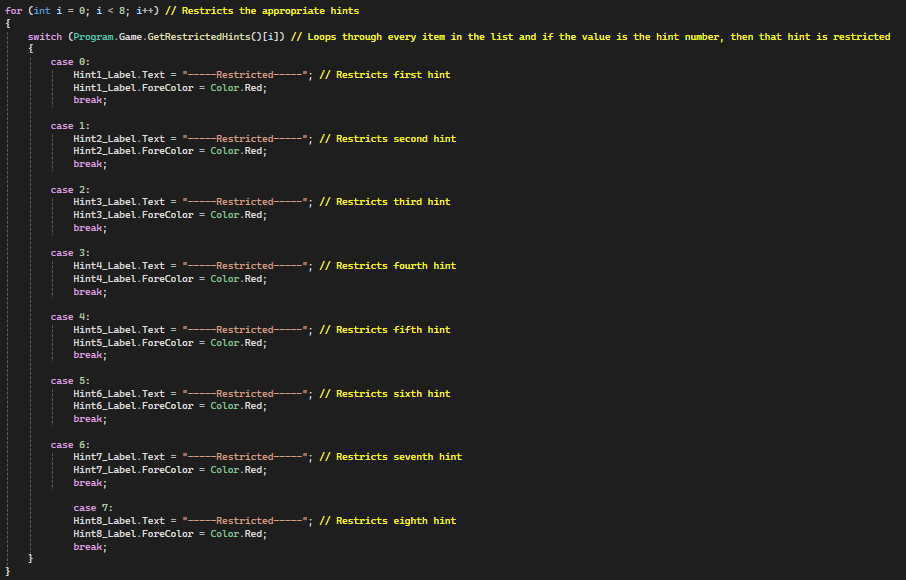 for (int i = 0; i < 8; i++) // Restricts the appropriate hints
{
    switch (Program.Game.GetRestrictedHints()[i]) // Loops through every item in the list and if the value is the hint number, then that hint is restricted
    {
        case 0:
            Hint1_Label.Text = "-----Restricted-----"; // Restricts first hint
            Hint1_Label.ForeColor = Color.Red;
            break;

        case 1:
            Hint2_Label.Text = "-----Restricted-----"; // Restricts second hint
            Hint2_Label.ForeColor = Color.Red;
            break;

        case 2:
            Hint3_Label.Text = "-----Restricted-----"; // Restricts third hint
            Hint3_Label.ForeColor = Color.Red;
            break;

        case 3:
            Hint4_Label.Text = "-----Restricted-----"; // Restricts fourth hint
            Hint4_Label.ForeColor = Color.Red;
            break;

        case 4:
            Hint5_Label.Text = "-----Restricted-----"; // Restricts fifth hint
            Hint5_Label.ForeColor = Color.Red;
            break;

        case 5:
            Hint6_Label.Text = "-----Restricted-----"; // Restricts sixth hint
            Hint6_Label.ForeColor = Color.Red;
            break;

        case 6:
            Hint7_Label.Text = "-----Restricted-----"; // Restricts seventh hint
            Hint7_Label.ForeColor = Color.Red;
            break;

            case 7:
            Hint8_Label.Text = "-----Restricted-----"; // Restricts eighth hint
            Hint8_Label.ForeColor = Color.Red;
            break;
    }
}